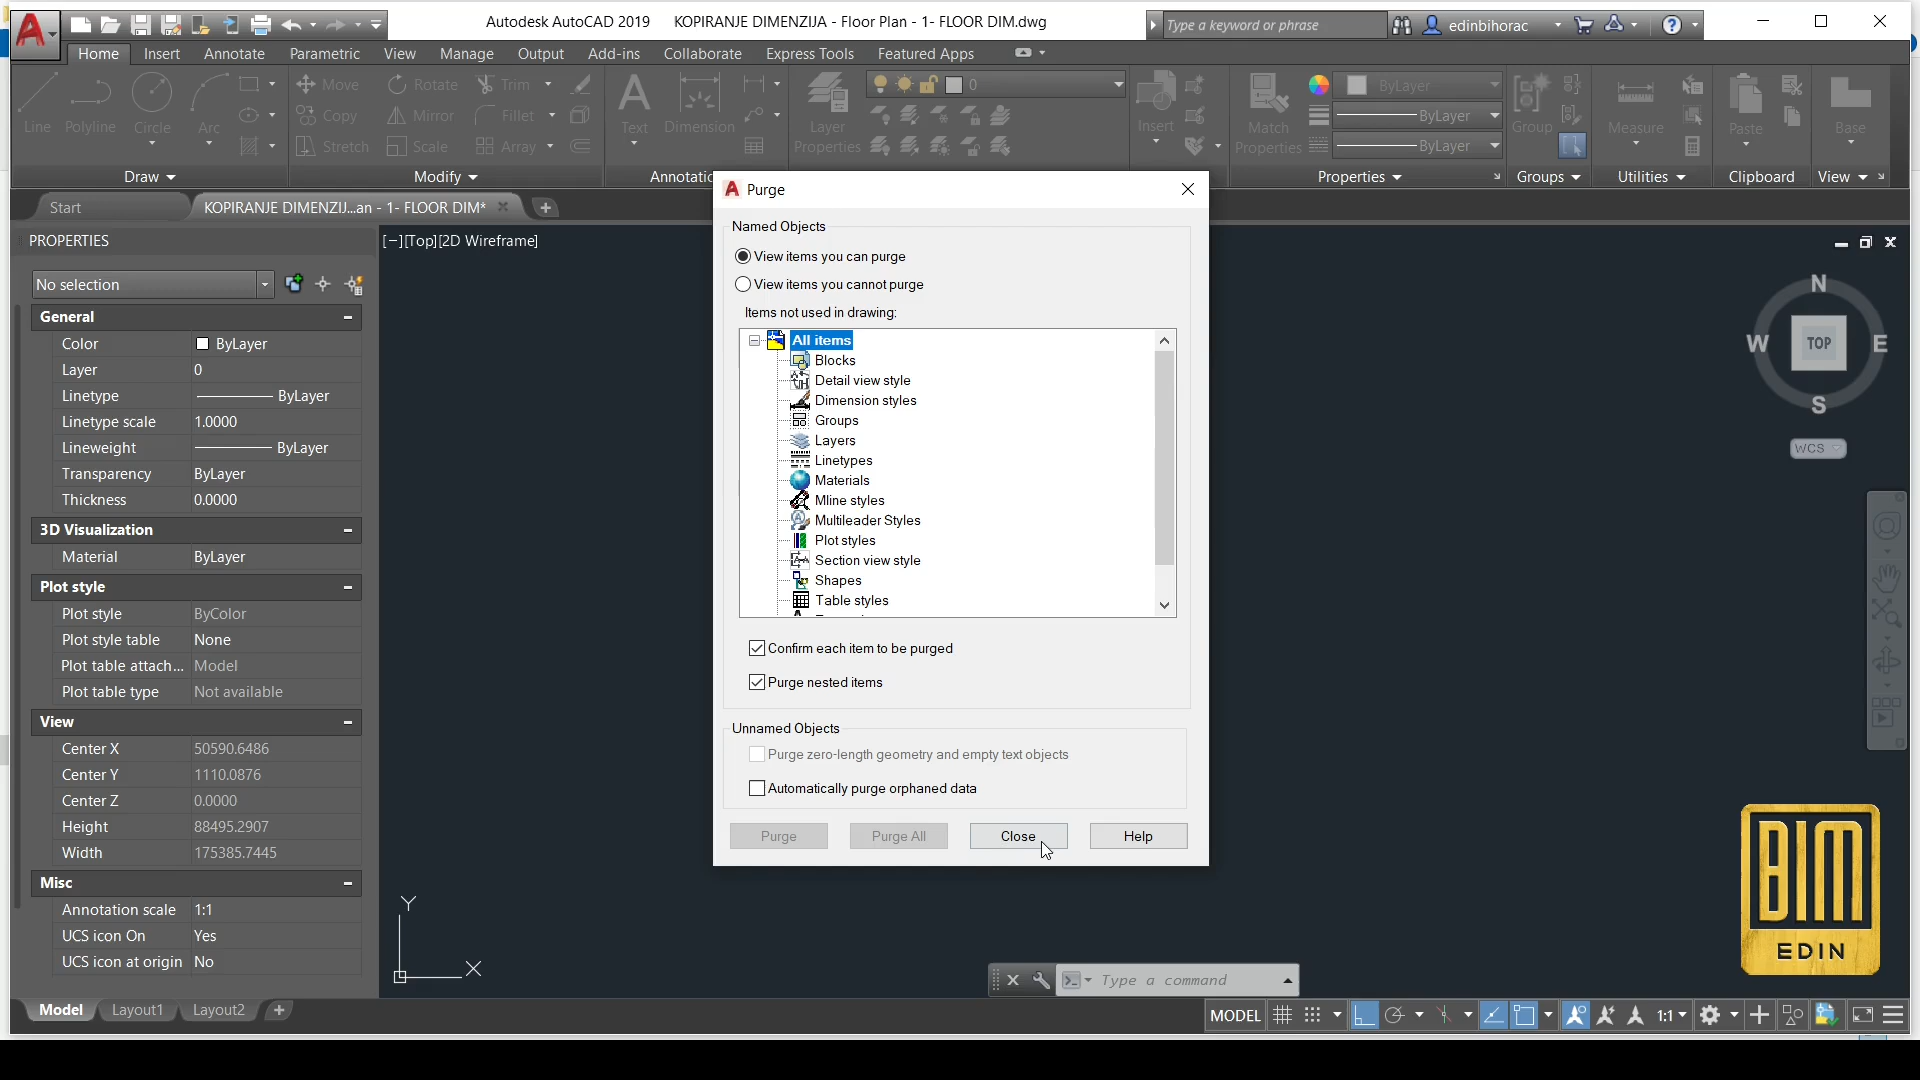 Autodesk AutoCAD 2019 KOPIRANJE DIMENZIJA - Floor Plan - 1- FLOOR DIM.dwg
Type a keyword or phrase
edinbihorac
Home Insert Annotate Parametric View Manage Output Add-ins Collaborate Express Tools Featured Apps
Move Rotate Trim
Copy Mirror Fillet
Stretch Scale Array
Line Polyline Circle Arc
Text Dimension
Layer
Properties
0
Insert
Match
Properties
ByLayer
ByLayer
ByLayer
Group
Measure
Paste
Base
Draw Modify Annotatic Properties Groups Utilities Clipboard View
Start KOPIRANJE DIMENZIJ...an - 1- FLOOR DIM*
PROPERTIES
[−][Top][2D Wireframe]
No selection
General
Color ByLayer
Layer 0
Linetype ByLayer
Linetype scale 1.0000
Lineweight ByLayer
Transparency ByLayer
Thickness 0.0000
3D Visualization
Material ByLayer
Plot style
Plot style ByColor
Plot style table None
Plot table attach... Model
Plot table type Not available
View
Center X 50590.6486
Center Y 1110.0876
Center Z 0.0000
Height 88495.2907
Width 175385.7445
Misc
Annotation scale 1:1
UCS icon On Yes
UCS icon at origin No
Purge
Named Objects
View items you can purge
View items you cannot purge
Items not used in drawing:
All items
Blocks
Detail view style
Dimension styles
Groups
Layers
Linetypes
Materials
Mline styles
Multileader Styles
Plot styles
Section view style
Shapes
Table styles
Confirm each item to be purged
Purge nested items
Unnamed Objects
Purge zero-length geometry and empty text objects
Automatically purge orphaned data
Purge Purge All Close Help
N
W TOP E
S
WCS
Y
X
BIM
EDIN
Type a command
Model Layout1 Layout2
MODEL 1:1